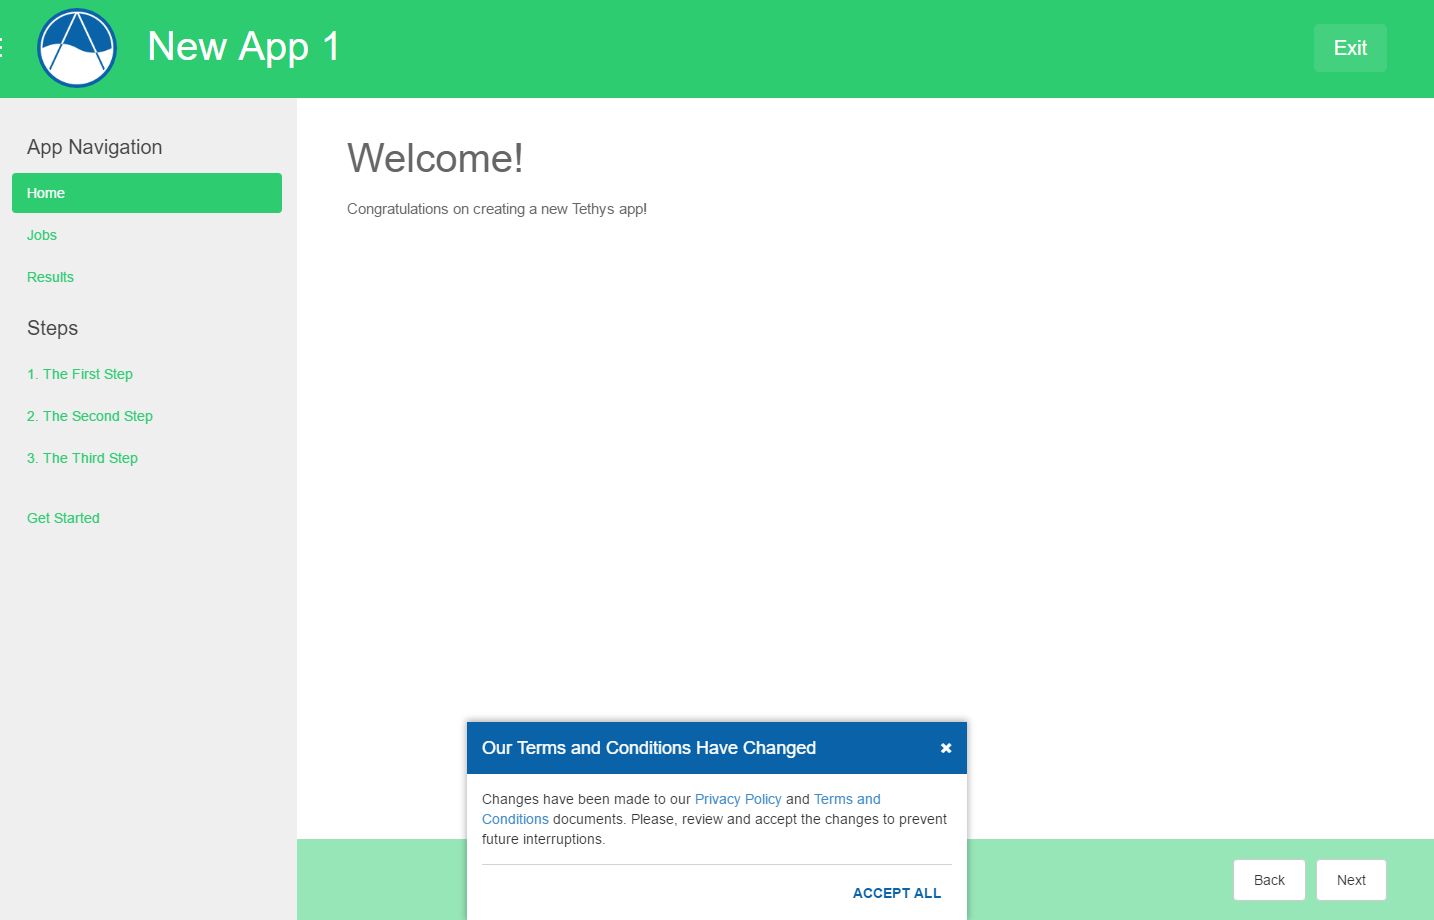 New App 1
Exit
App Navigation
Home
Jobs
Results
Steps
1. The First Step
2. The Second Step
3. The Third Step
Get Started
Welcome!
Congratulations on creating a new Tethys app!
Our Terms and Conditions Have Changed
Changes have been made to our Privacy Policy and Terms and
Conditions documents. Please, review and accept the changes to prevent
future interruptions.
ACCEPT ALL
Back
Next